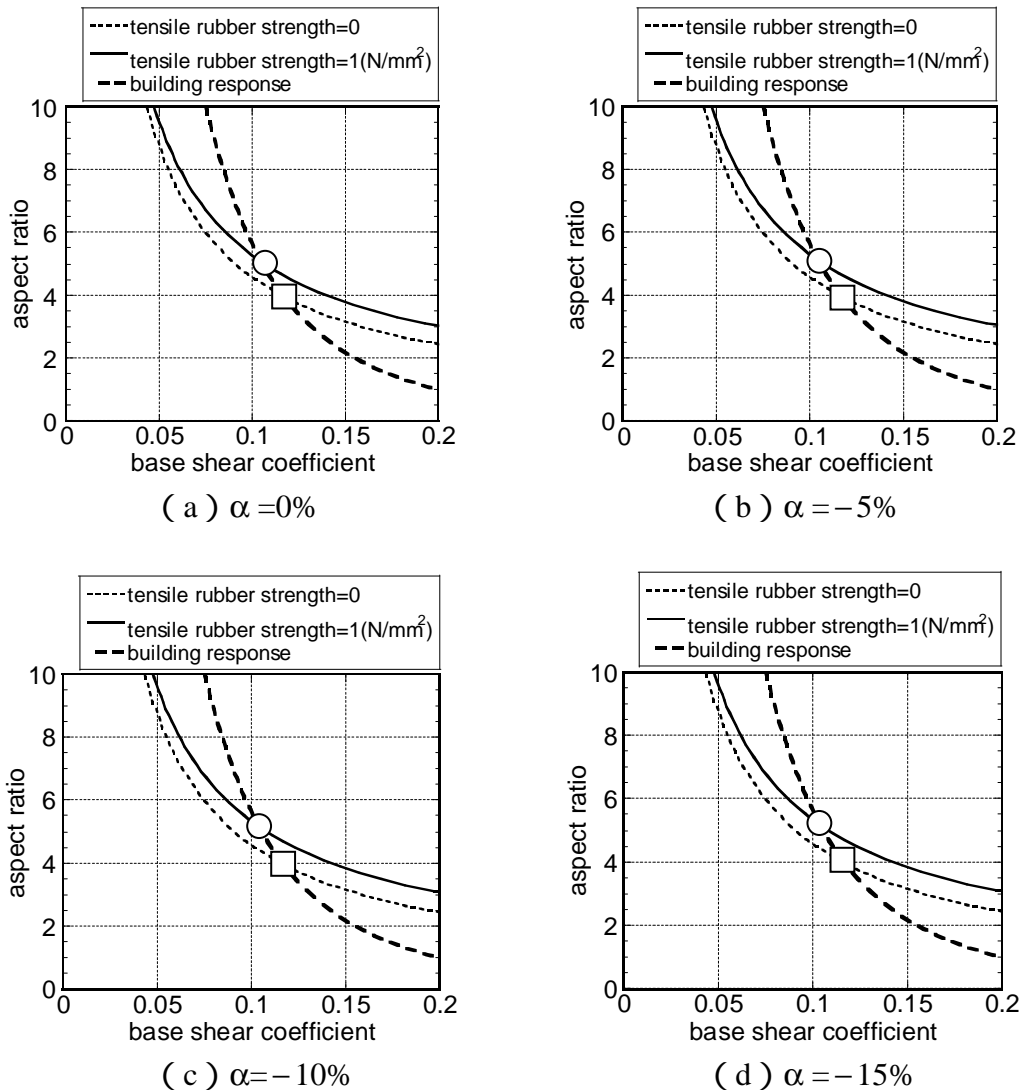 tensile rubber strength=0
tensile rubber strength=1(N/mm²)
building response
10
8
6
4
2
0
aspect ratio
0 0.05 0.1 0.15 0.2
base shear coefficient
( a ) α =0%
tensile rubber strength=0
tensile rubber strength=1(N/mm²)
building response
10
8
6
4
2
0
aspect ratio
0 0.05 0.1 0.15 0.2
base shear coefficient
( b ) α = −5%
tensile rubber strength=0
tensile rubber strength=1(N/mm²)
building response
10
8
6
4
2
0
aspect ratio
0 0.05 0.1 0.15 0.2
base shear coefficient
( c ) α= −10%
tensile rubber strength=0
tensile rubber strength=1(N/mm²)
building response
10
8
6
4
2
0
aspect ratio
0 0.05 0.1 0.15 0.2
base shear coefficient
( d ) α = −15%